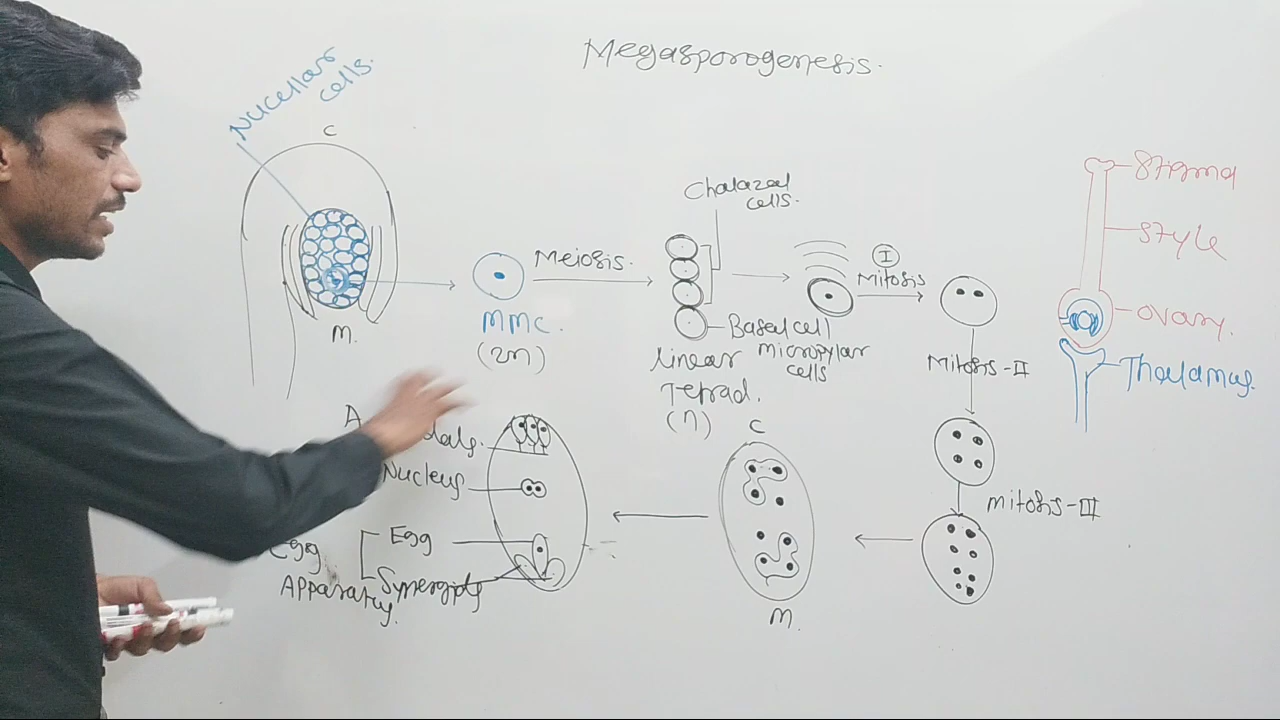 Megasporogenesis.
Nucellar
cells.
C
M.
MMC.
(2n)
Meiosis.
Chalazal
cells.
Basal cell
micropylar
cells
linear
Tetrad.
(n)
I
Mitosis
Mitosis-II
Mitosis-III
Stigma
Style
Ovary.
Thalamus.
C
M.
Nucleus
Egg
Synergids
Egg
Apparatus.